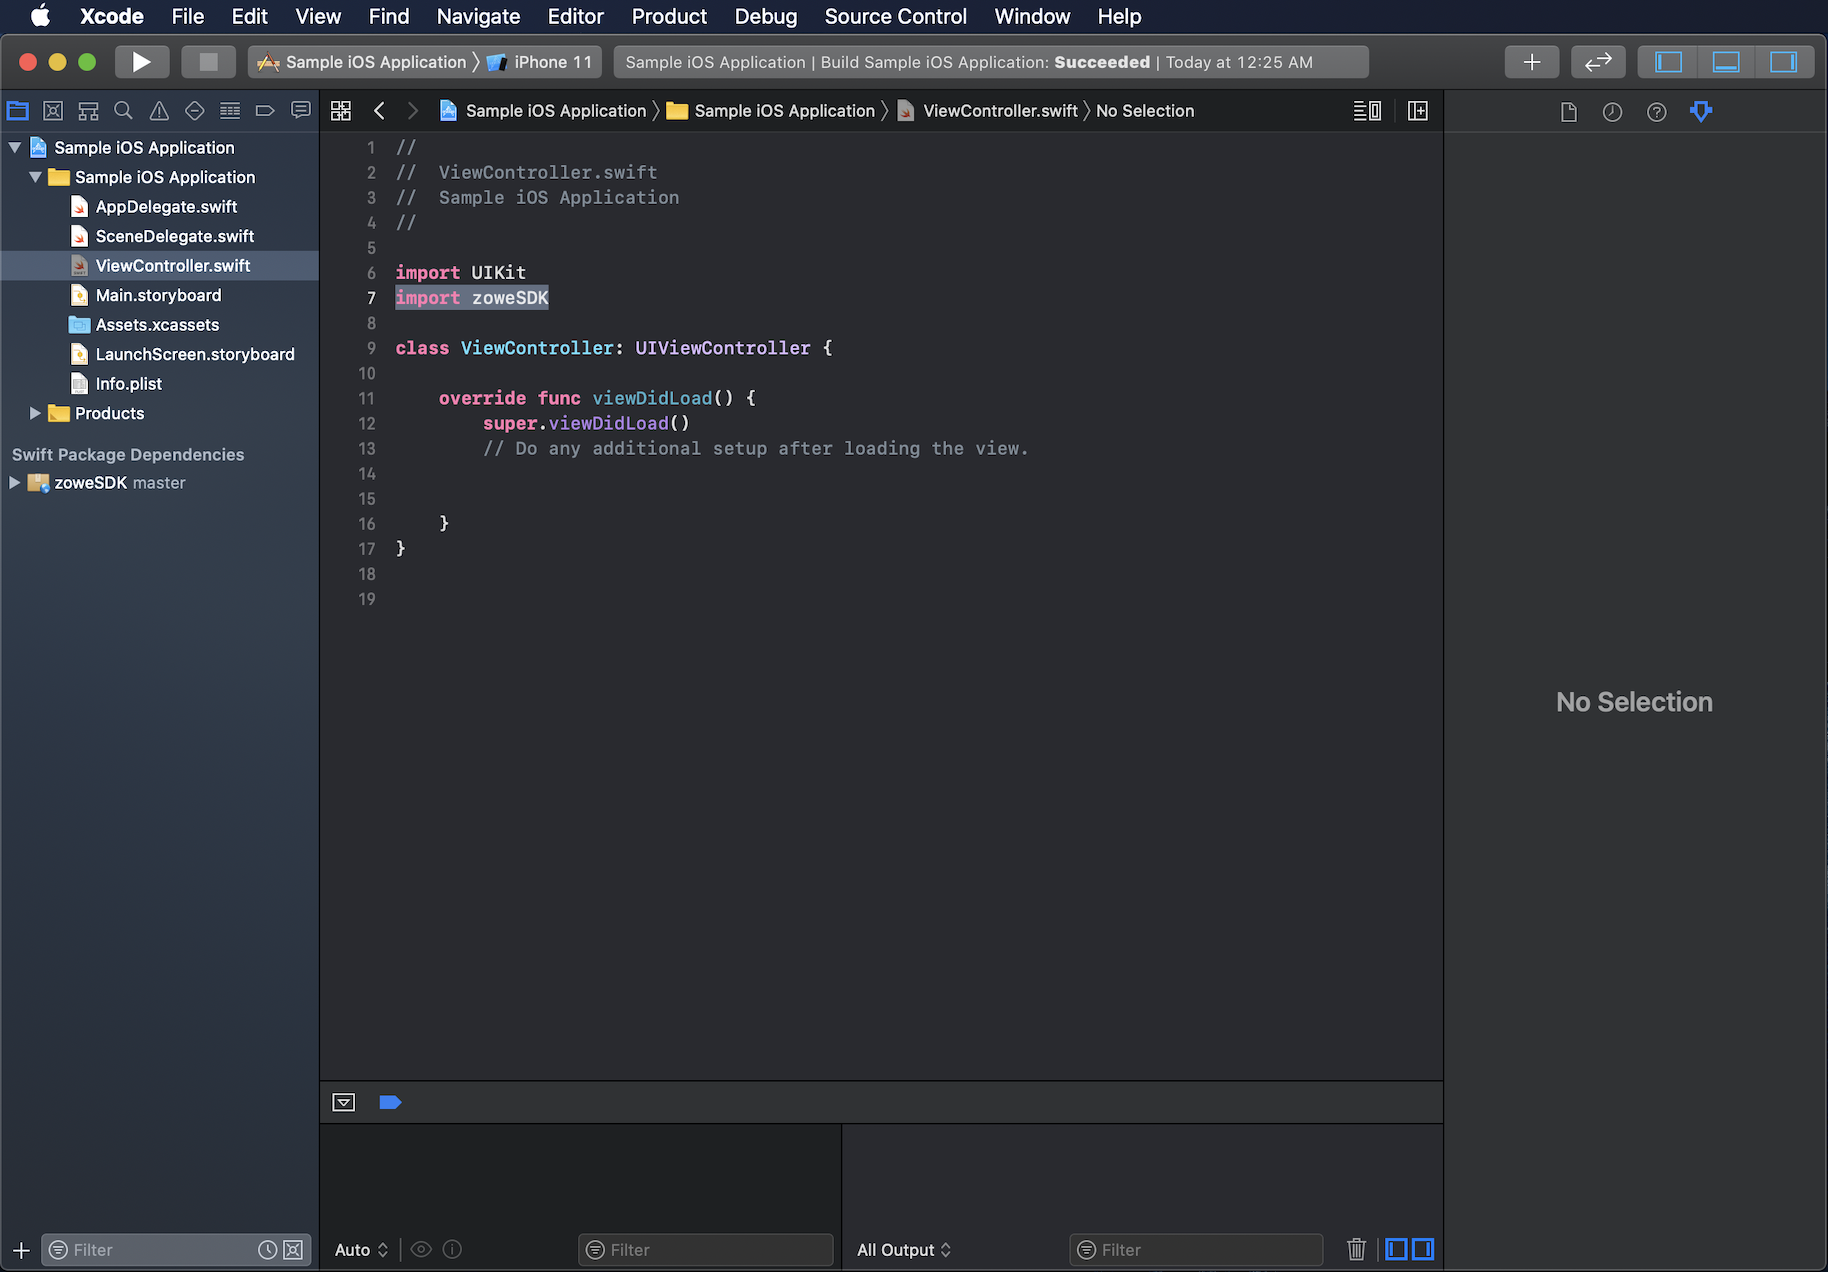 Xcode File Edit View Find Navigate Editor Product Debug Source Control Window Help
Sample iOS Application 〉 iPhone 11
Sample iOS Application | Build Sample iOS Application: Succeeded | Today at 12:25 AM
Sample iOS Application 〉 Sample iOS Application 〉 ViewController.swift 〉 No Selection
Sample iOS Application
Sample iOS Application
AppDelegate.swift
SceneDelegate.swift
ViewController.swift
Main.storyboard
Assets.xcassets
LaunchScreen.storyboard
Info.plist
Products
Swift Package Dependencies
zoweSDK master
1 //
2 //  ViewController.swift
3 //  Sample iOS Application
4 //
5
6 import UIKit
7 import zoweSDK
8
9 class ViewController: UIViewController {
10
11     override func viewDidLoad() {
12         super.viewDidLoad()
13         // Do any additional setup after loading the view.
14
15
16     }
17 }
18
19
No Selection
Filter
Auto
Filter
All Output
Filter